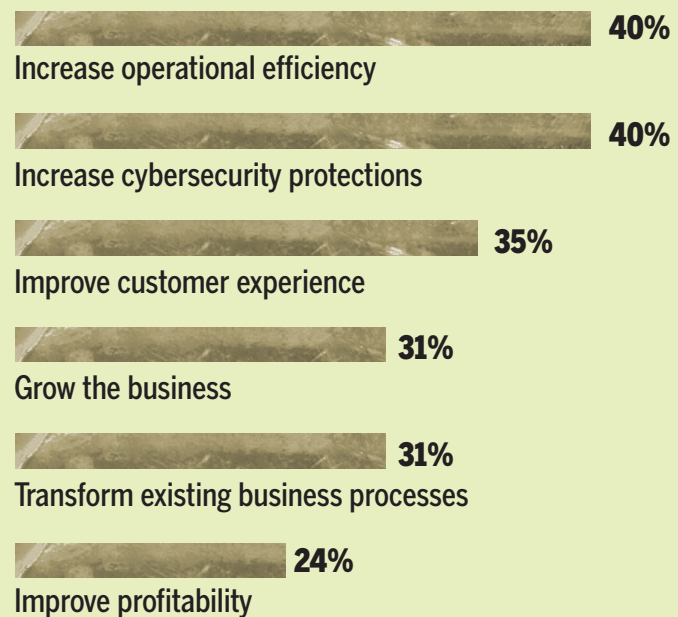 40%
Increase operational efficiency
40%
Increase cybersecurity protections
35%
Improve customer experience
31%
Grow the business
31%
Transform existing business processes
24%
Improve profitability